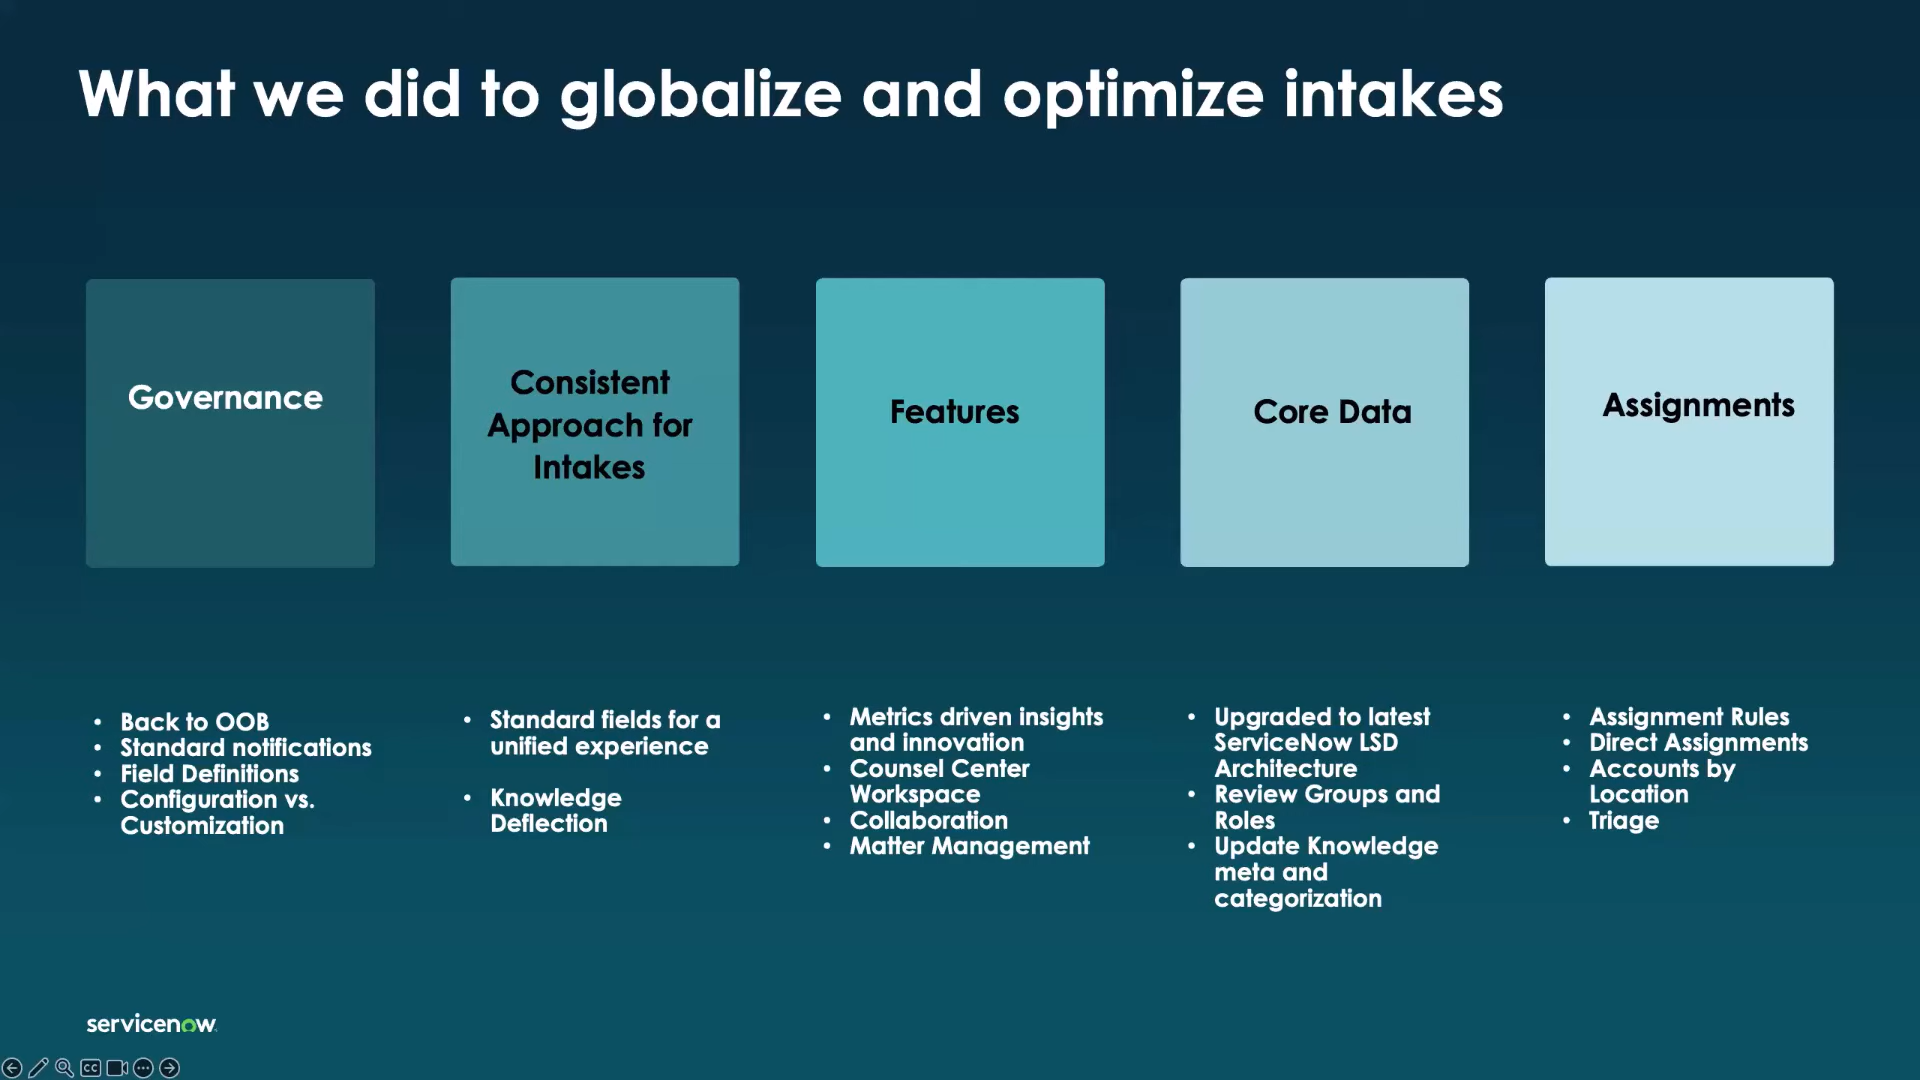 What we did to globalize and optimize intakes
Governance
Consistent
Approach for
Intakes
Features
Core Data
Assignments
• Back to OOB
• Standard notifications
• Field Definitions
• Configuration vs.
Customization
• Standard fields for a
unified experience
• Knowledge
Deflection
• Metrics driven insights
and innovation
• Counsel Center
Workspace
• Collaboration
• Matter Management
• Upgraded to latest
ServiceNow LSD
Architecture
• Review Groups and
Roles
• Update Knowledge
meta and
categorization
• Assignment Rules
• Direct Assignments
• Accounts by
Location
• Triage
servicenow
CC